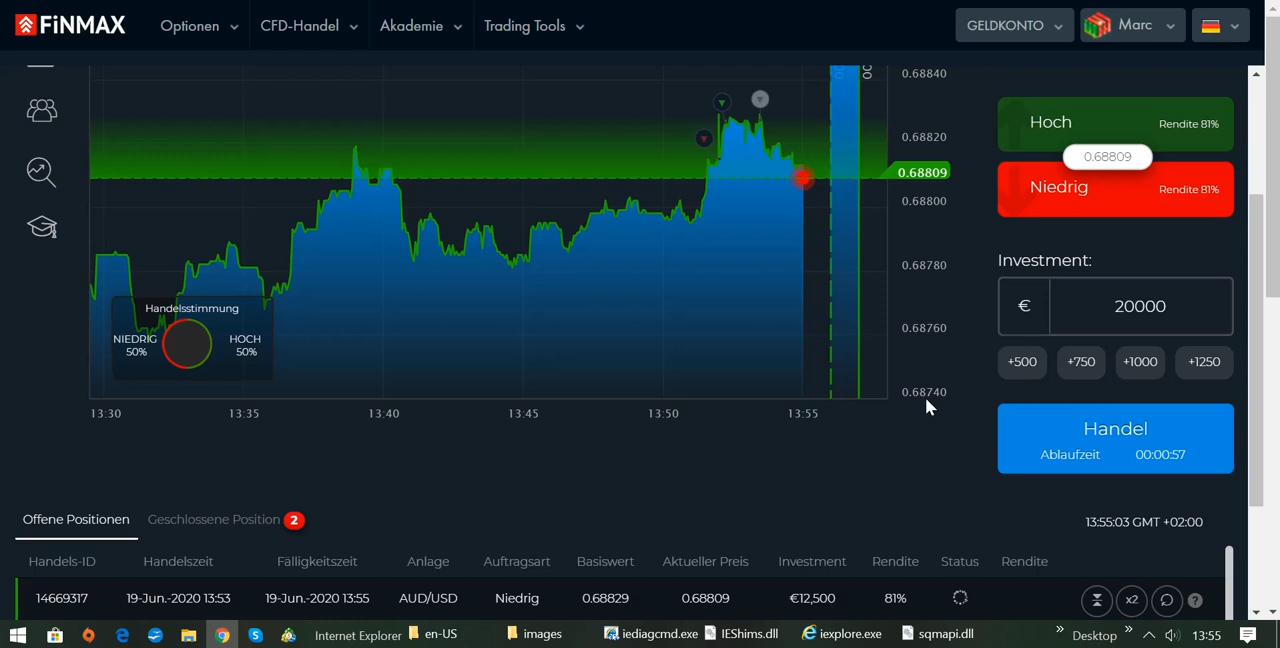 FiNMAX Optionen CFD-Handel Akademie Trading Tools GELDKONTO Marc
0.68840
0.68820
0.68809
0.68800
0.68780
0.68760
0.68740
Handelsstimmung
NIEDRIG HOCH
50% 50%
13:30 13:35 13:40 13:45 13:50 13:55
Hoch Rendite 81%
0.68809
Niedrig Rendite 81%
Investment:
€ 20000
+500 +750 +1000 +1250
Handel
Ablaufzeit 00:00:57
Offene Positionen Geschlossene Position 2 13:55:03 GMT +02:00
Handels-ID Handelszeit Fälligkeitszeit Anlage Auftragsart Basiswert Aktueller Preis Investment Rendite Status Rendite
14669317 19-Jun.-2020 13:53 19-Jun.-2020 13:55 AUD/USD Niedrig 0.68829 0.68809 €12,500 81% x2 ?
Internet Explorer en-US images iediagcmd.exe IEShims.dll iexplore.exe sqmapi.dll » Desktop » 13:55